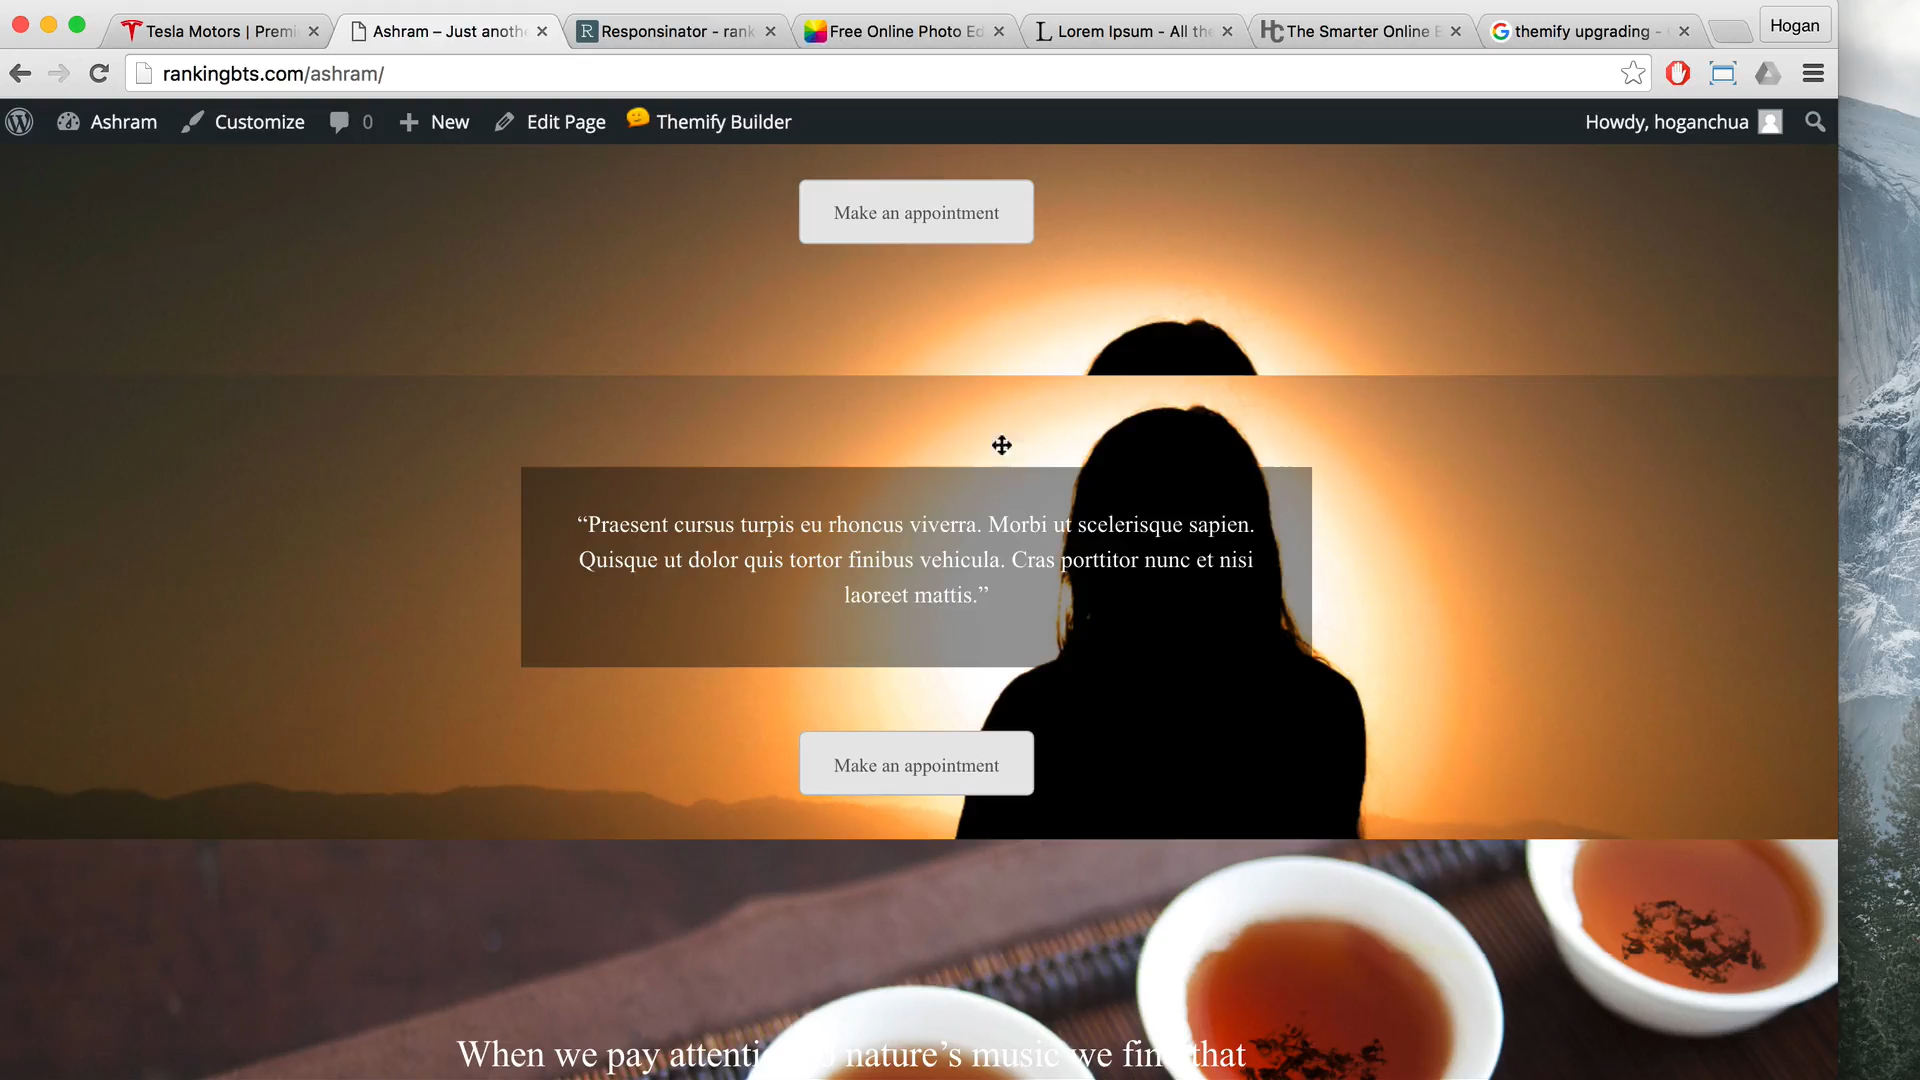 Tesla Motors | Premi
Ashram – Just anoth
Responsinator - rank
Free Online Photo Ed
Lorem Ipsum - All the
The Smarter Online E
themify upgrading -
Hogan
rankingbts.com/ashram/
Ashram
Customize
0
New
Edit Page
Themify Builder
Howdy, hoganchua
Make an appointment
“Praesent cursus turpis eu rhoncus viverra. Morbi ut scelerisque sapien.
Quisque ut dolor quis tortor finibus vehicula. Cras porttitor nunc et nisi
laoreet mattis.”
Make an appointment
When we pay nature’s music we that